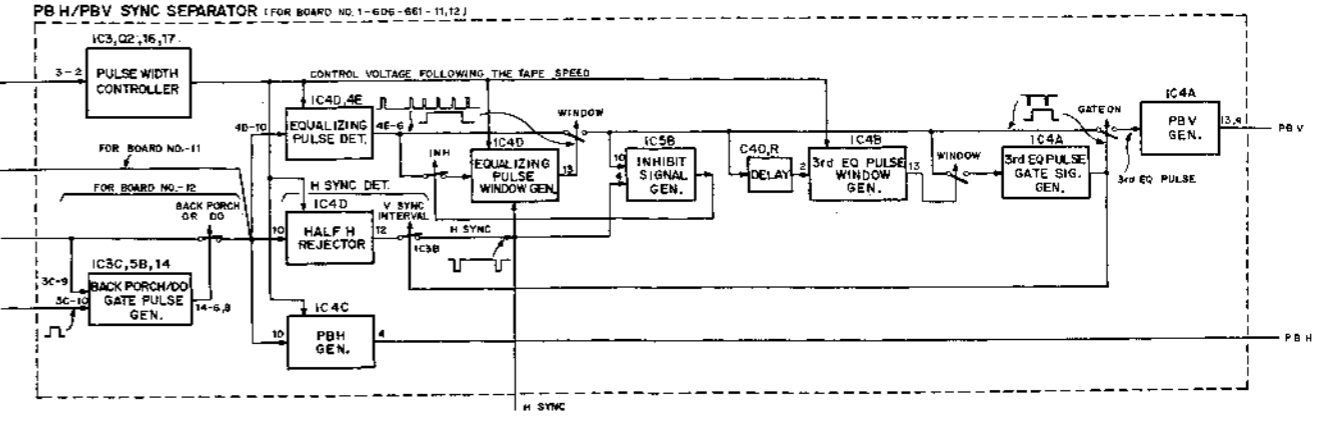 PB H/PBV SYNC SEPARATOR (FOR BOARD NO. 1-606-661-11,12)
IC3,Q2,16,17
3-2
PULSE WIDTH
CONTROLLER
CONTROL VOLTAGE FOLLOWING THE TAPE SPEED
IC4D,4E
4D-10
EQUALIZING
PULSE DET.
4E-6
WINDOW
IC4D
INH
EQUALIZING
PULSE
WINDOW GEN.
13
IC5B
10
4
INHIBIT
SIGNAL
GEN.
C40,R
DELAY
2
IC4B
3rd EQ PULSE
WINDOW
GEN.
13
WINDOW
IC4A
3rd EQ PULSE
GATE SIG.
GEN.
GATE ON
3rd EQ PULSE
IC4A
PBV
GEN.
13,4
PB V
FOR BOARD NO.-11
FOR BOARD NO.-12
BACK PORCH
OR DO
H SYNC DET.
IC4D
10
HALF H
REJECTOR
12
V SYNC
INTERVAL
IC3B
H SYNC
IC3C,5B,14
3C-9
3C-10
BACK PORCH/DO
GATE PULSE
GEN.
14-6,8
IC4C
10
PBH
GEN.
4
PB H
H SYNC